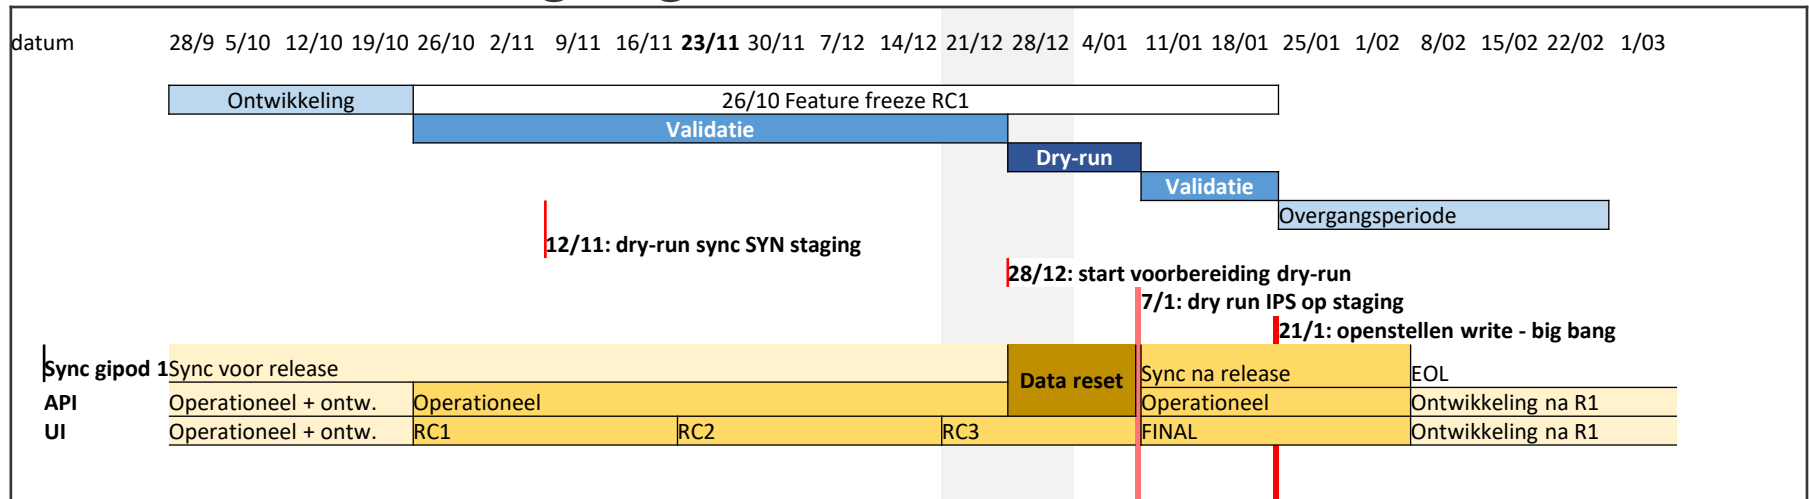 datum 28/9 5/10 12/10 19/10 26/10 2/11 9/11 16/11 23/11 30/11 7/12 14/12 21/12 28/12 4/01 11/01 18/01 25/01 1/02 8/02 15/02 22/02 1/03
Ontwikkeling 26/10 Feature freeze RC1
Validatie
Dry-run
Validatie
Overgangsperiode
12/11: dry-run sync SYN staging
28/12: start voorbereiding dry-run
7/1: dry run IPS op staging
21/1: openstellen write - big bang
Sync gipod 1 Sync voor release Data reset Sync na release EOL
API Operationeel + ontw. Operationeel Operationeel Ontwikkeling na R1
UI Operationeel + ontw. RC1 RC2 RC3 FINAL Ontwikkeling na R1